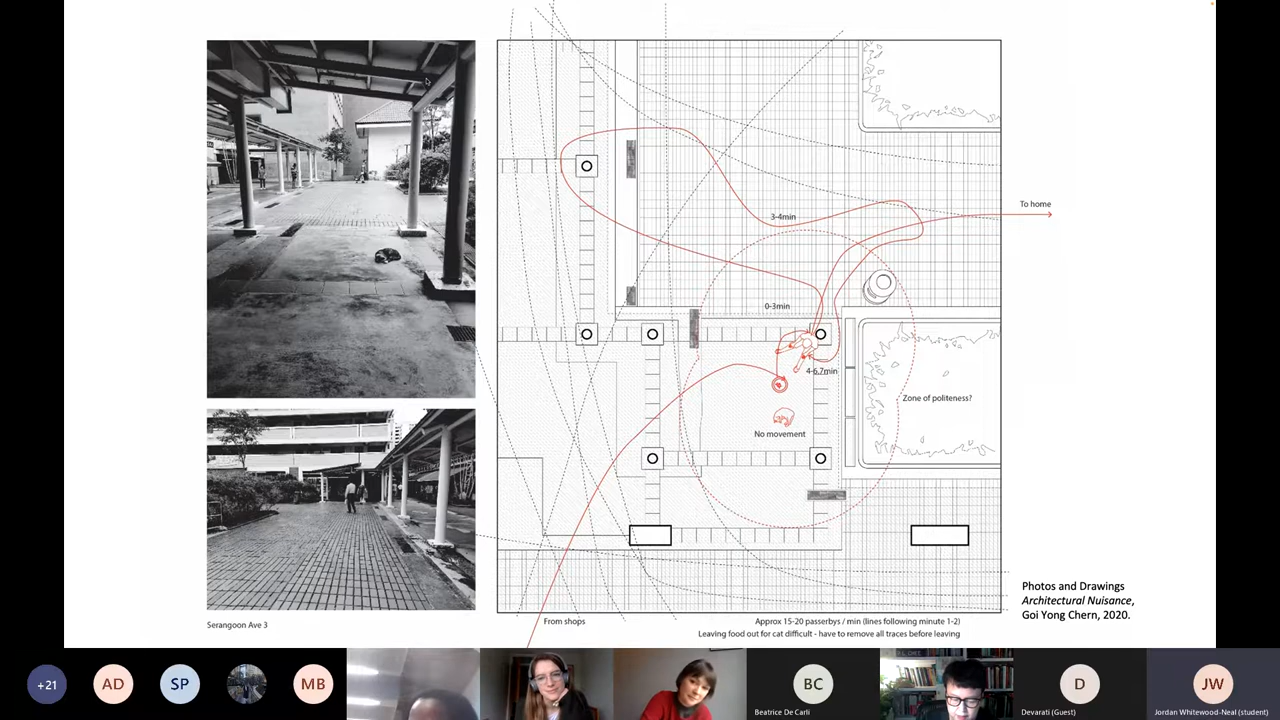 To home
3-4min
0-3min
4-6.7min
Zone of politeness?
No movement
Photos and Drawings
Architectural Nuisance,
Goi Yong Chern, 2020.
Serangoon Ave 3
From shops
Approx 15-20 passerbys / min (lines following minute 1-2)
Leaving food out for cat difficult - have to remove all traces before leaving
+21
AD
SP
MB
BC
D
JW
Beatrice De Carli
Devarati (Guest)
Jordan Whitewood-Neal (student)